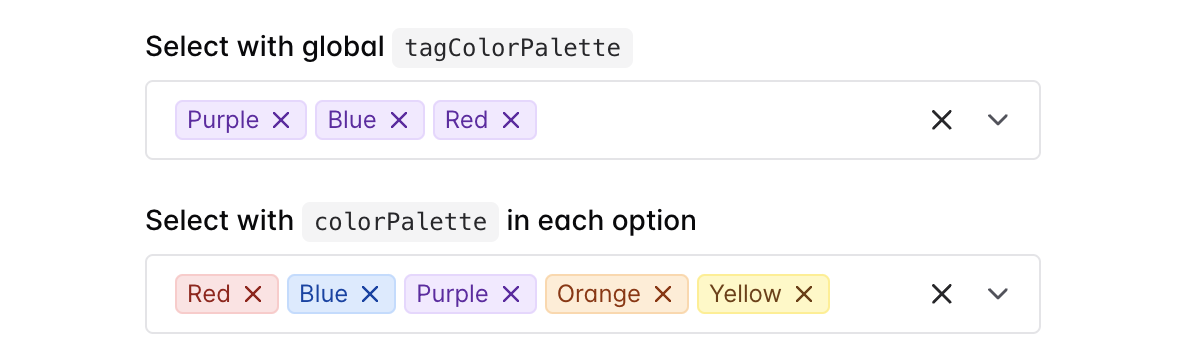 Select with global tagColorPalette
Purple Blue Red
Select with colorPalette in each option
Red Blue Purple Orange Yellow